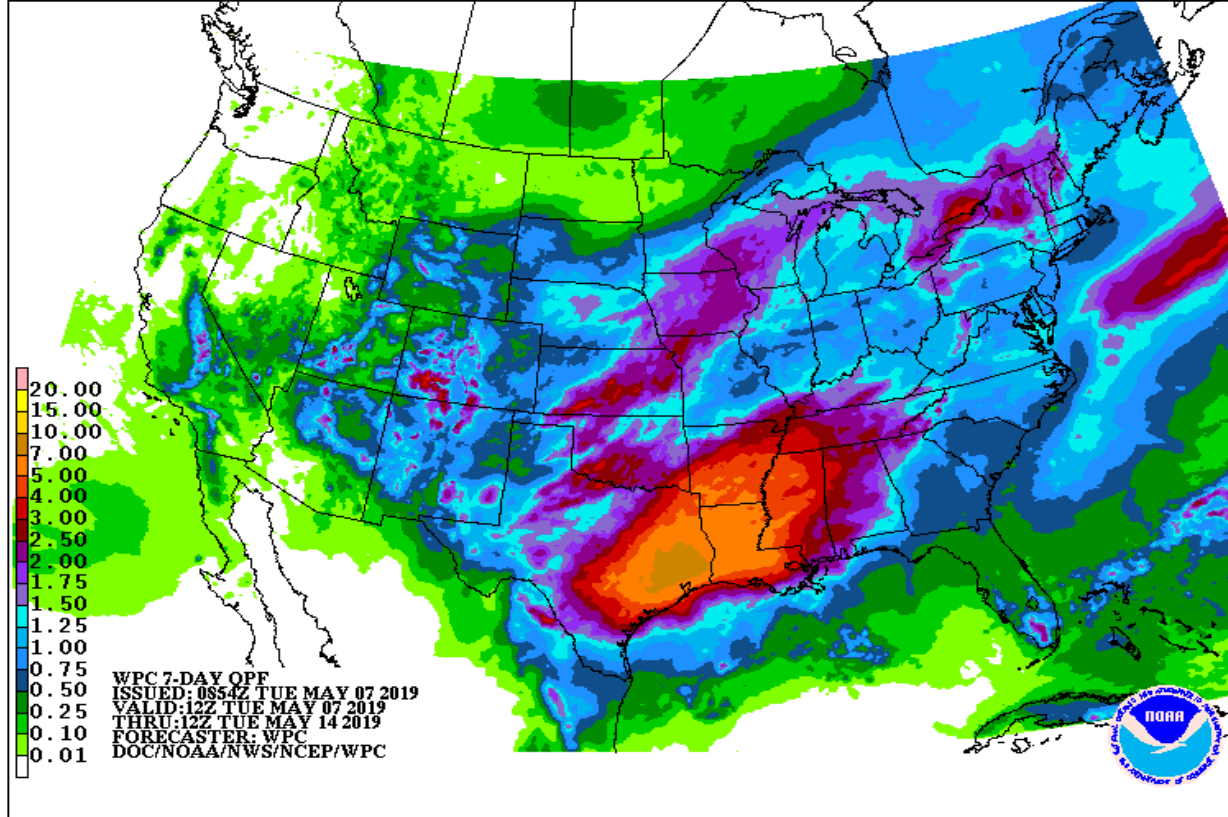 20.00
15.00
10.00
7.00
5.00
4.00
3.00
2.50
2.00
1.75
1.50
1.25
1.00
0.75
0.50
0.25
0.10
0.01
WPC 7-DAY QPF
ISSUED: 0854Z TUE MAY 07 2019
VALID:12Z TUE MAY 07 2019
THRU:12Z TUE MAY 14 2019
FORECASTER: WPC
DOC/NOAA/NWS/NCEP/WPC
NOAA